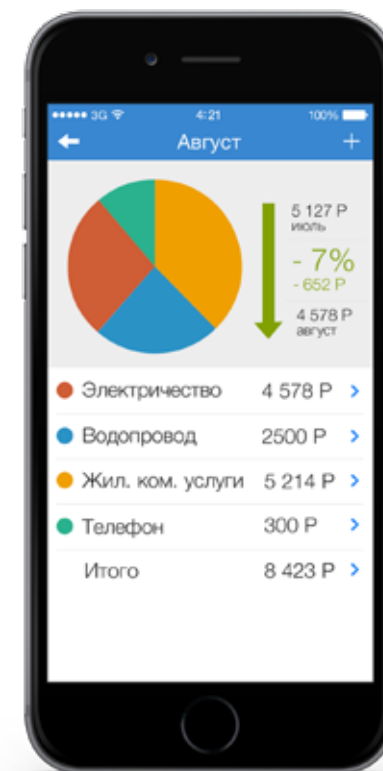 3G 4:21 100%
Август
5 127 Р
июль
- 7%
- 652 Р
4 578 Р
август
Электричество 4 578 Р
Водопровод 2500 Р
Жил. ком. услуги 5 214 Р
Телефон 300 Р
Итого 8 423 Р